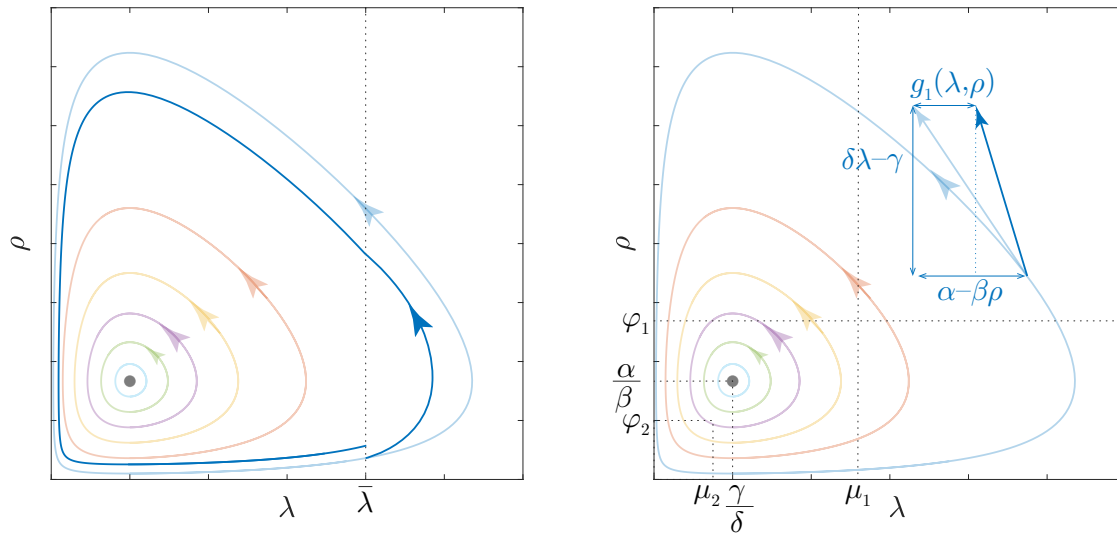 ρ
λ
λ̅
g₁(λ,ρ)
δλ−γ
ρ
α−βρ
φ₁
α/β
φ₂
μ₂
γ/δ
μ₁
λ